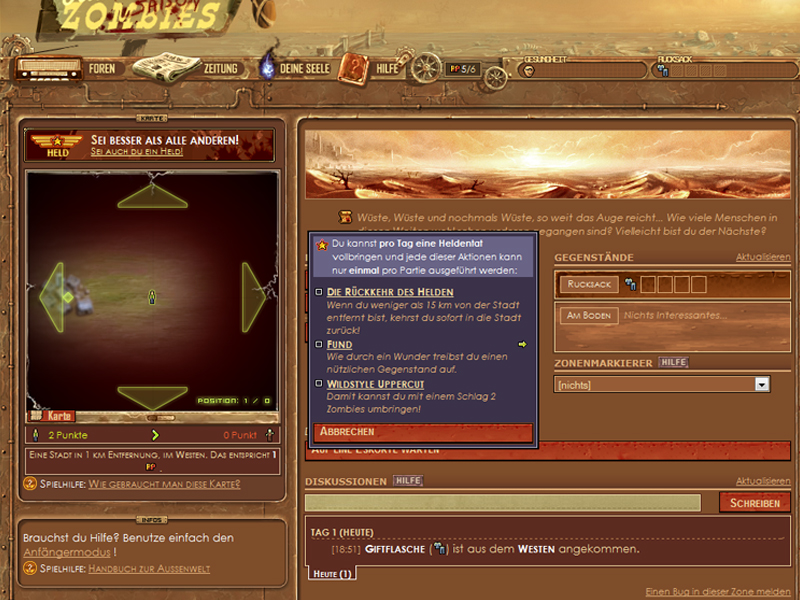 SAISON
ZOMBIES
FOREN
ZEITUNG
DEINE SEELE
HILFE
PP 5/6
GESUNDHEIT
RUCKSACK
KARTE
HELD
SEI BESSER ALS ALLE ANDEREN!
SEI AUCH DU EIN HELD!
POSITION: 1 / 0
Karte
2 Punkte
0 Punkt
EINE STADT IN 1 KM ENTFERNUNG, IM WESTEN. DAS ENTSPRICHT 1
PP
SPIELHILFE: WIE GEBRAUCHT MAN DIESE KARTE?
INFOS
Brauchst du Hilfe? Benutze einfach den
Anfängermodus !
SPIELHILFE: HANDBUCH ZUR AUSSENWELT
Wüste, Wüste und nochmals Wüste, so weit das Auge reicht... Wie viele Menschen in
gegangen sind? Vielleicht bist du der Nächste?
Du kannst pro Tag eine Heldentat
vollbringen und jede dieser Aktionen kann
nur einmal pro Partie ausgeführt werden:
DIE RÜCKKEHR DES HELDEN
Wenn du weniger als 15 km von der Stadt
entfernt bist, kehrst du sofort in die Stadt
zurück!
FUND
Wie durch ein Wunder treibst du einen
nützlichen Gegenstand auf.
WILDSTYLE UPPERCUT
Damit kannst du mit einem Schlag 2
Zombies umbringen!
ABBRECHEN
AUF EINE ESKORTE WARTEN
GEGENSTÄNDE
Aktualisieren
RUCKSACK
AM BODEN
Nichts Interessantes...
ZONENMARKIERER HILFE
[nichts]
DISKUSSIONEN HILFE
Aktualisieren
SCHREIBEN
TAG 1 (HEUTE)
[18:51] GIFTFLASCHE ( ) ist aus dem WESTEN angekommen.
HEUTE (1)
Einen Bug in dieser Zone melden